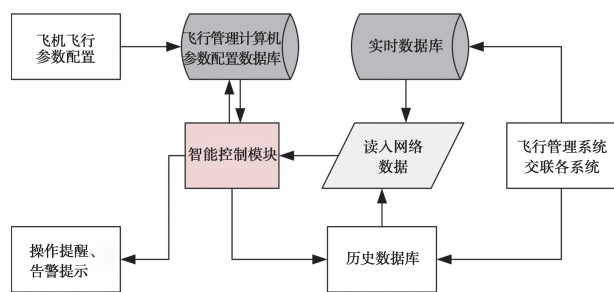 飞机飞行
参数配置
飞行管理计算机
参数配置数据库
实时数据库
智能控制模块
读入网络
数据
飞行管理系统
交联各系统
操作提醒、
告警提示
历史数据库